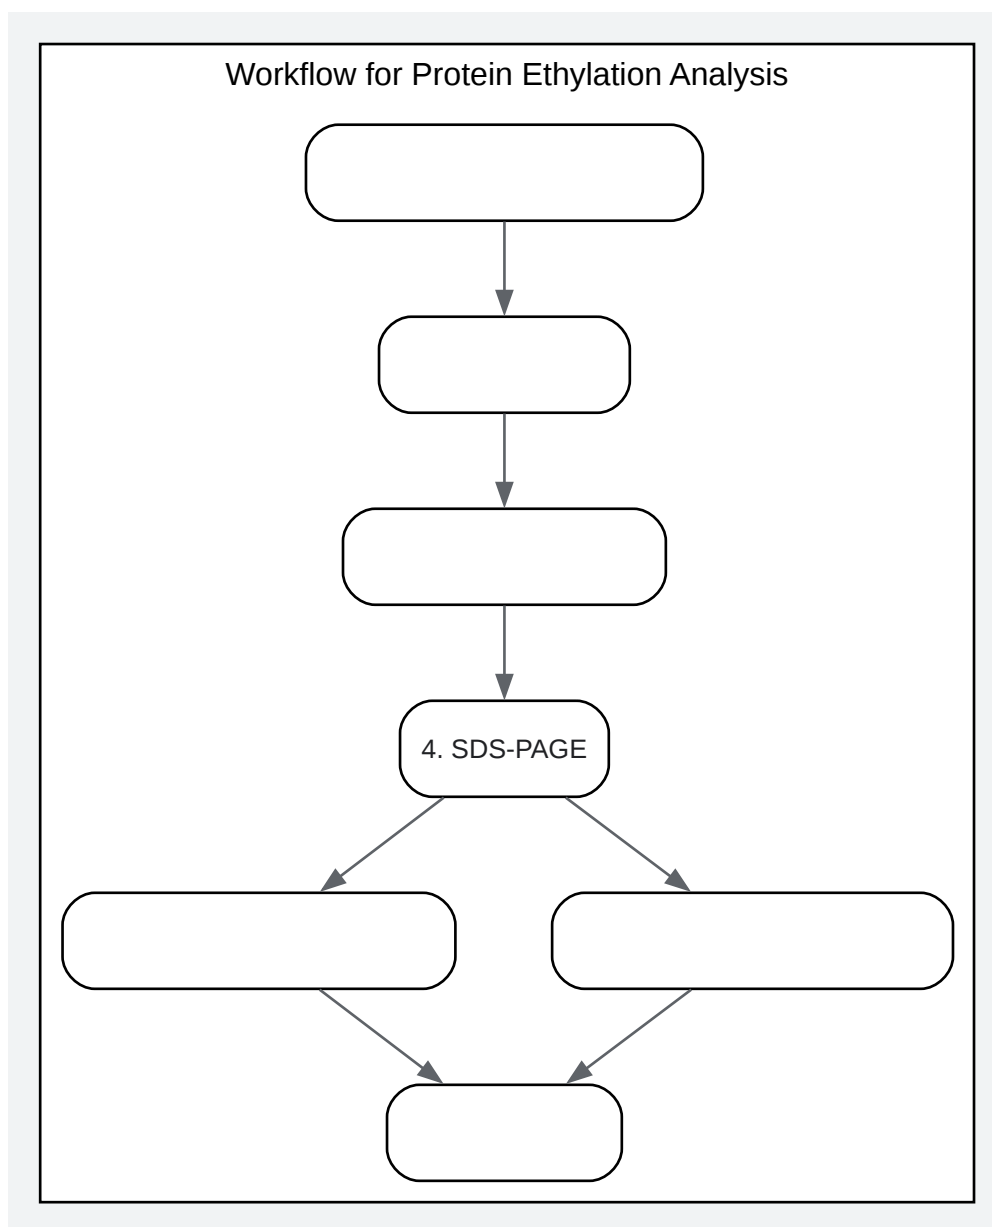 Workflow for Protein Ethylation Analysis
4. SDS-PAGE